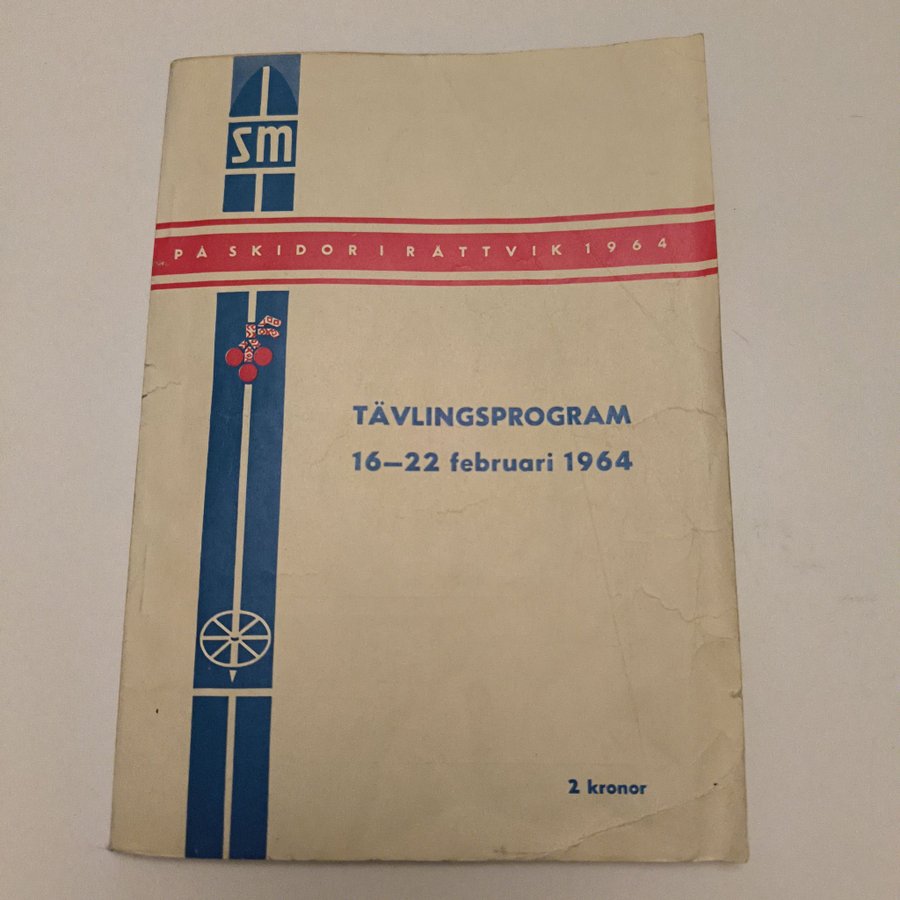 SM
PÅ SKIDOR I RÄTTVIK 1964
TÄVLINGSPROGRAM
16–22 februari 1964
2 kronor